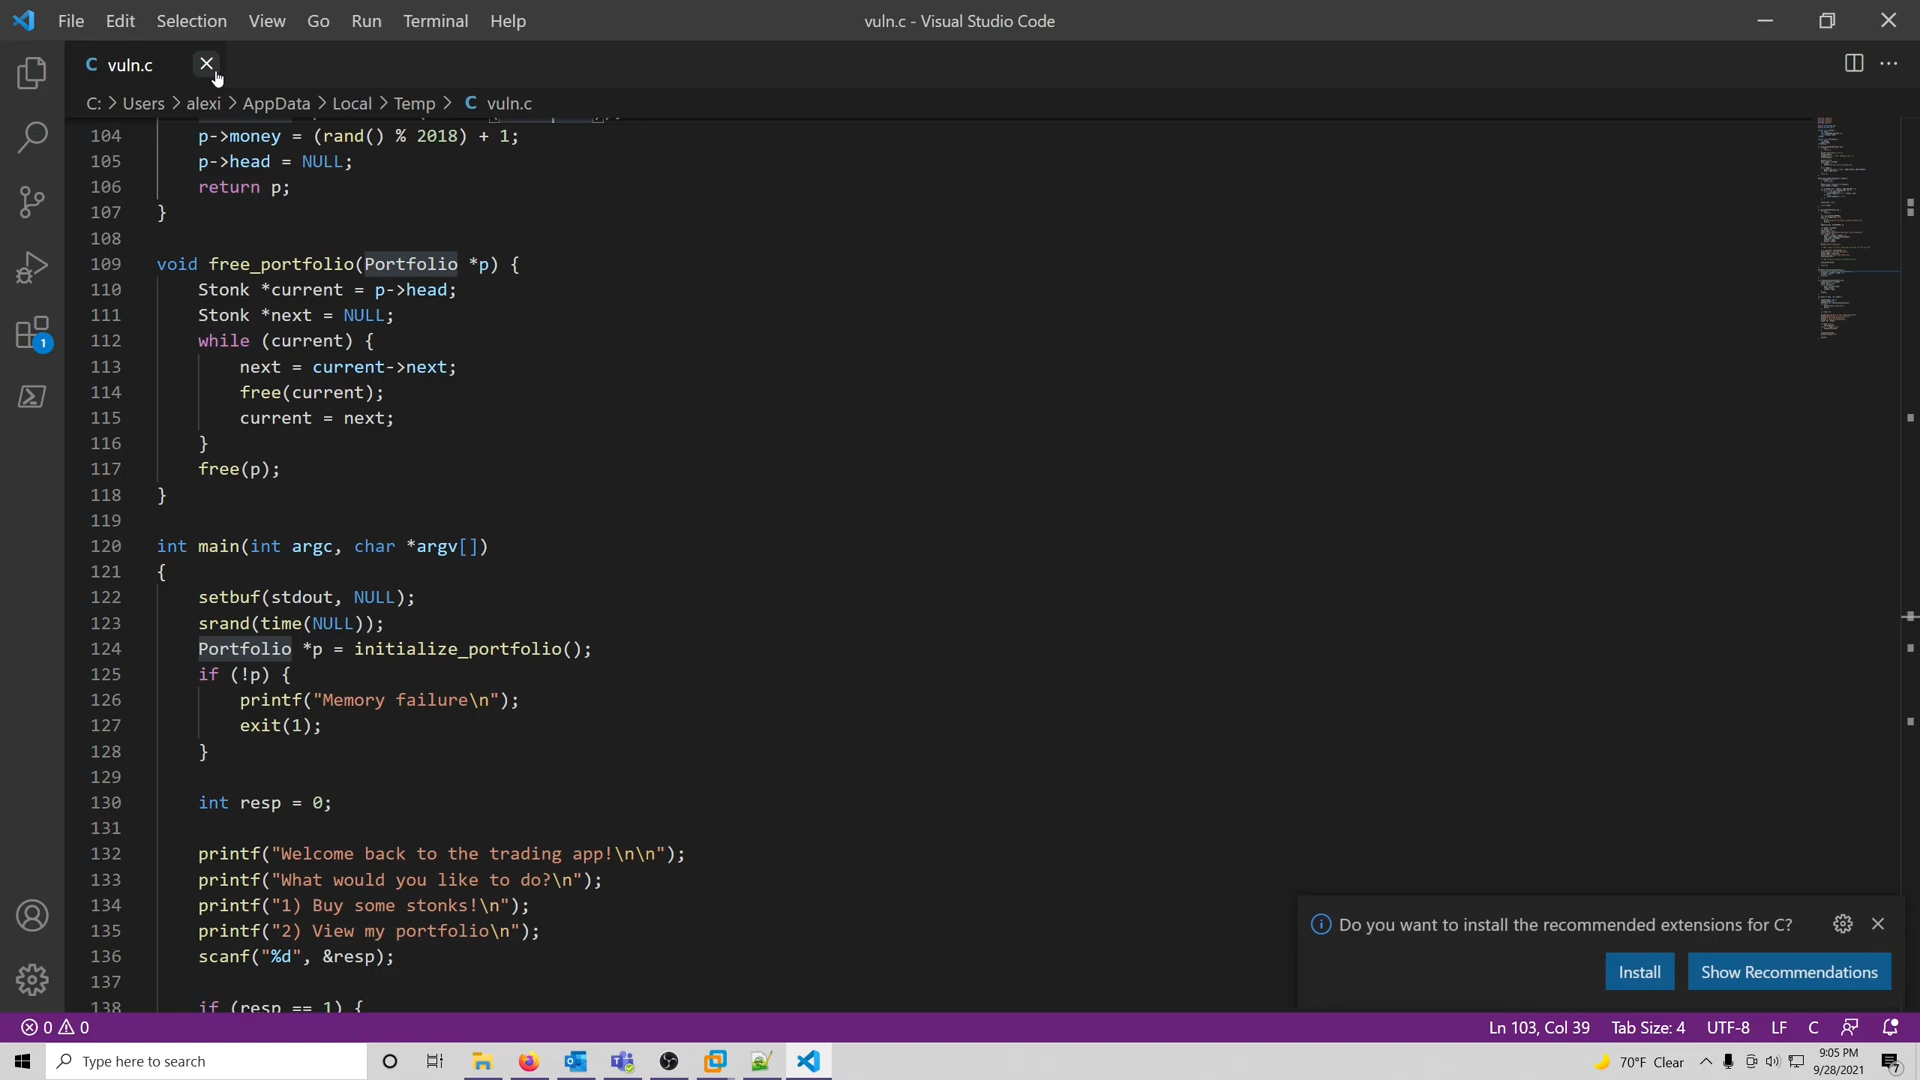 File Edit Selection View Go Run Terminal Help
vuln.c - Visual Studio Code
C vuln.c
C: > Users > alexi > AppData > Local > Temp > C vuln.c
104 p->money = (rand() % 2018) + 1;
105 p->head = NULL;
106 return p;
107 }
108
109 void free_portfolio(Portfolio *p) {
110 Stonk *current = p->head;
111 Stonk *next = NULL;
112 while (current) {
113 next = current->next;
114 free(current);
115 current = next;
116 }
117 free(p);
118 }
119
120 int main(int argc, char *argv[])
121 {
122 setbuf(stdout, NULL);
123 srand(time(NULL));
124 Portfolio *p = initialize_portfolio();
125 if (!p) {
126 printf("Memory failure\n");
127 exit(1);
128 }
129
130 int resp = 0;
131
132 printf("Welcome back to the trading app!\n\n");
133 printf("What would you like to do?\n");
134 printf("1) Buy some stonks!\n");
135 printf("2) View my portfolio\n");
136 scanf("%d", &resp);
137
138 if (resp == 1) {
1
Do you want to install the recommended extensions for C?
Install
Show Recommendations
0 0
Ln 103, Col 39 Tab Size: 4 UTF-8 LF C
Type here to search
70°F Clear
9:05 PM
9/28/2021
7